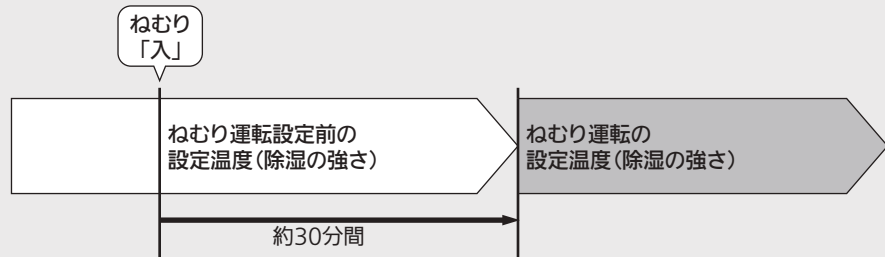 ねむり
「入」
ねむり運転設定前の
設定温度(除湿の強さ)
ねむり運転の
設定温度(除湿の強さ)
約30分間